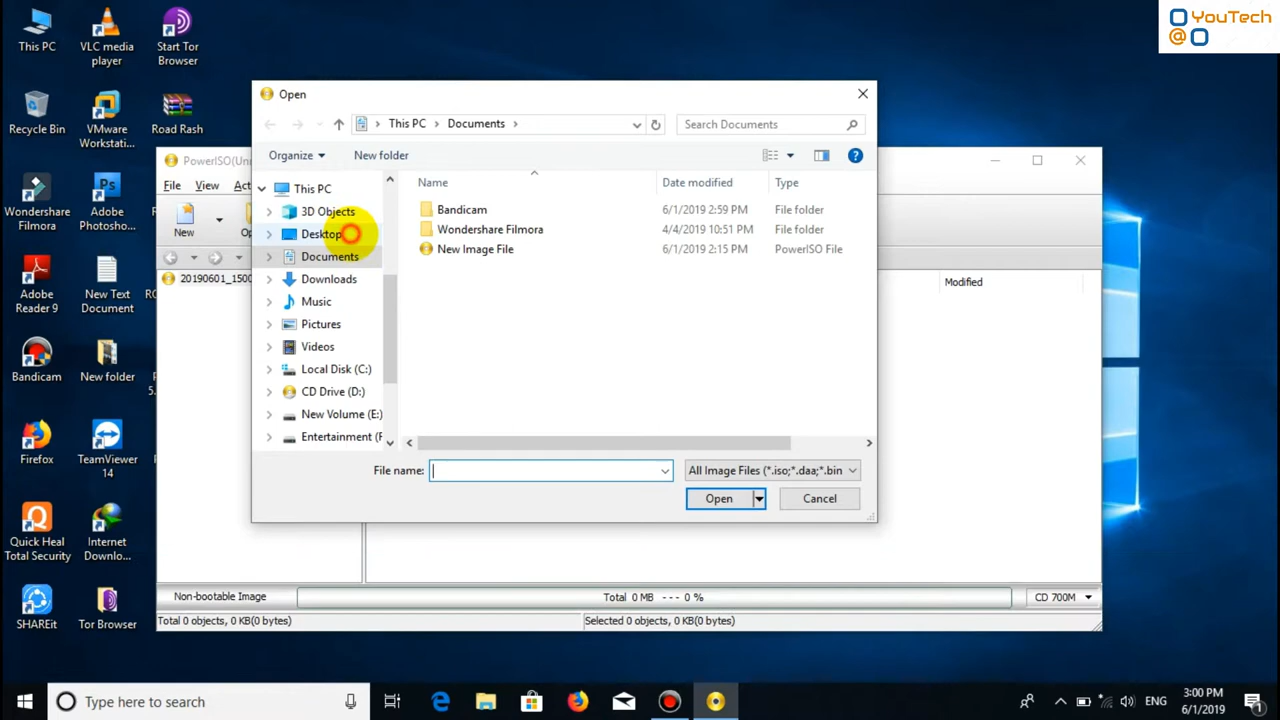 This PC
VLC media
player
Start Tor
Browser
YouTech
@
Recycle Bin
VMware
Workstati...
Road Rash
Wondershare
Filmora
Adobe
Photosho...
Adobe
Reader 9
New Text
Document
Bandicam
New folder
Firefox
TeamViewer
14
Quick Heal
Total Security
Internet
Downlo...
SHAREit
Tor Browser
PowerISO(Un
File View Act
New
20190601_1500
Modified
Open
This PC Documents
Search Documents
Organize New folder
This PC
3D Objects
Desktop
Documents
Downloads
Music
Pictures
Videos
Local Disk (C:)
CD Drive (D:)
New Volume (E:)
Entertainment (F
Name Date modified Type
Bandicam 6/1/2019 2:59 PM File folder
Wondershare Filmora 4/4/2019 10:51 PM File folder
New Image File 6/1/2019 2:15 PM PowerISO File
File name:
All Image Files (*.iso;*.daa;*.bin
Open Cancel
Non-bootable Image
Total 0 MB --- 0 %
CD 700M
Total 0 objects, 0 KB(0 bytes)
Selected 0 objects, 0 KB(0 bytes)
Type here to search
ENG
3:00 PM
6/1/2019
1